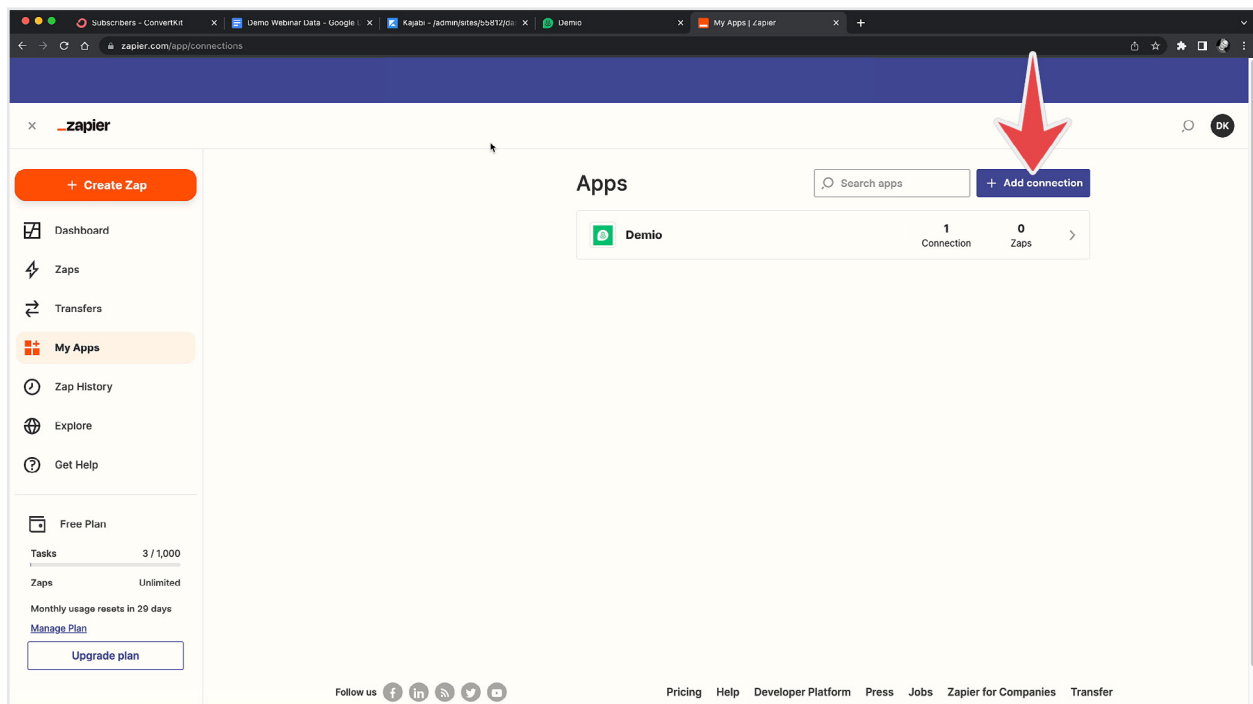 Subscribers - ConvertKit
Demo Webinar Data - Google
Kajabi - /admin/sites/55812/da
Demio
My Apps | Zapier
zapier.com/app/connections
_zapier
DK
+ Create Zap
Dashboard
Zaps
Transfers
My Apps
Zap History
Explore
Get Help
Free Plan
Tasks 3 / 1,000
Zaps Unlimited
Monthly usage resets in 29 days
Manage Plan
Upgrade plan
Apps
Search apps
+ Add connection
Demio
1 0
Connection Zaps
Follow us
Pricing Help Developer Platform Press Jobs Zapier for Companies Transfer